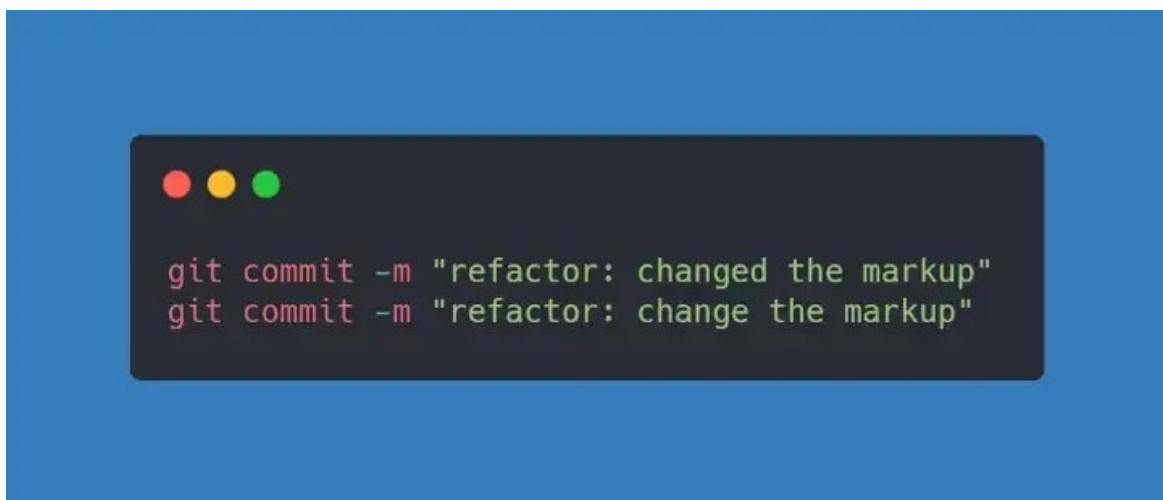 git commit -m "refactor: changed the markup"
git commit -m "refactor: change the markup"